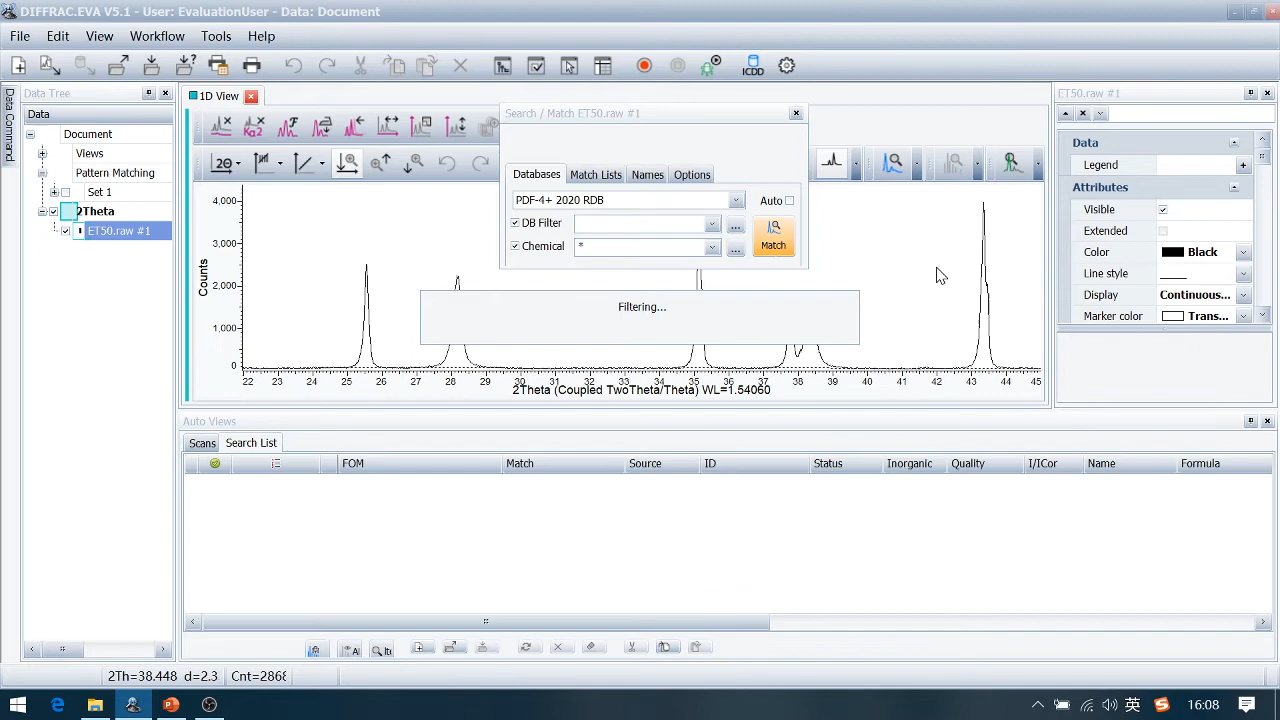 DIFFRAC.EVA V5.1 - User: EvaluationUser - Data: Document
File Edit View Workflow Tools Help
ICDD
Data Command
Data Tree
Data
Document
Views
Pattern Matching
Set 1
2Theta
ET50.raw #1
1D View
Kα2
2Θ
Search / Match ET50.raw #1
Databases Match Lists Names Options
PDF-4+ 2020 RDB
Auto
DB Filter
...
Chemical
*
...
Match
Filtering...
Counts
4,000
3,000
2,000
1,000
0
22 23 24 25 26 27 28 29 30 31 32 33 34 35 36 37 38 39 40 41 42 43 44 45
2Theta (Coupled TwoTheta/Theta) WL=1.54060
ET50.raw #1
Data
Legend
Attributes
Visible
Extended
Color Black
Line style
Display Continuous...
Marker color Trans...
Auto Views
Scans Search List
FOM Match Source ID Status Inorganic Quality I/ICor Name Formula
2Th=38.448 d=2.3 Cnt=2866
英
16:08